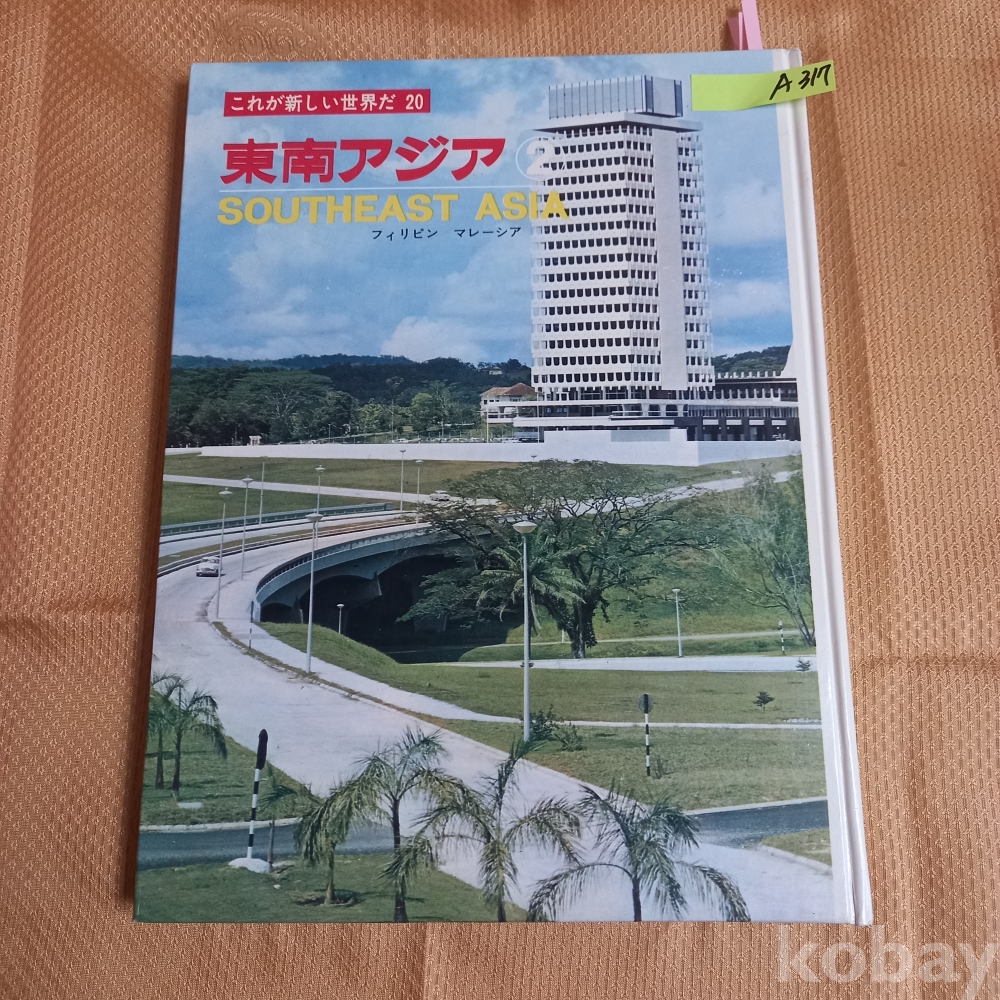 これが新しい世界だ 20
A317
東南アジア ②
SOUTHEAST ASIA
フィリピン マレーシア
kobay